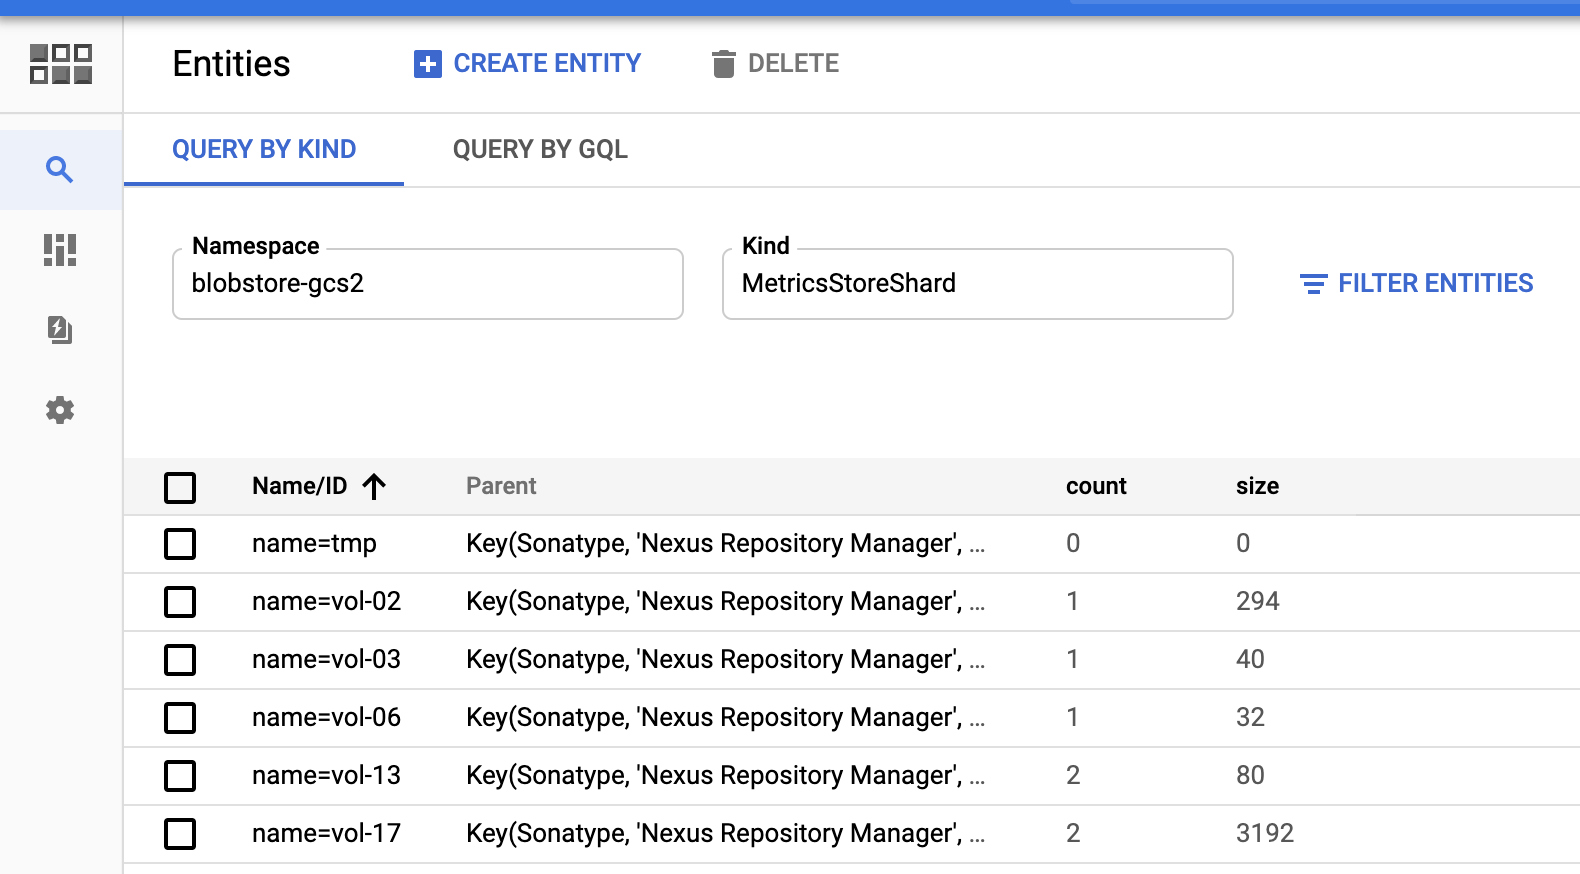 Entities CREATE ENTITY DELETE
QUERY BY KIND QUERY BY GQL
Namespace Kind
blobstore-gcs2 MetricsStoreShard FILTER ENTITIES
Name/ID Parent count size
name=tmp Key(Sonatype, 'Nexus Repository Manager', ... 0 0
name=vol-02 Key(Sonatype, 'Nexus Repository Manager', ... 1 294
name=vol-03 Key(Sonatype, 'Nexus Repository Manager', ... 1 40
name=vol-06 Key(Sonatype, 'Nexus Repository Manager', ... 1 32
name=vol-13 Key(Sonatype, 'Nexus Repository Manager', ... 2 80
name=vol-17 Key(Sonatype, 'Nexus Repository Manager', ... 2 3192